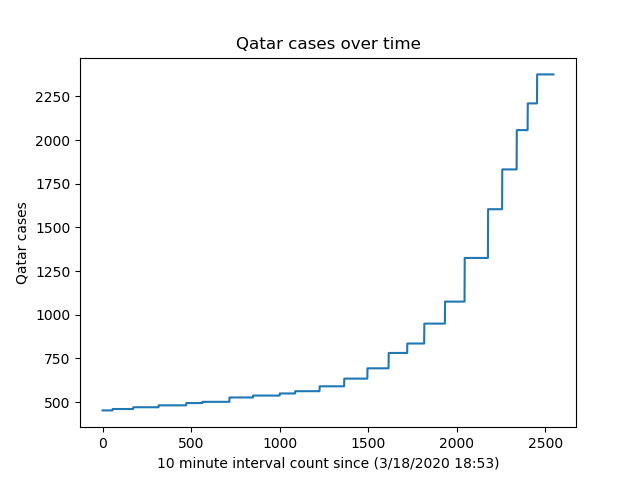 Qatar cases over time
2250
2000
1750
1500
1250
1000
750
500
Qatar cases
0 500 1000 1500 2000 2500
10 minute interval count since (3/18/2020 18:53)